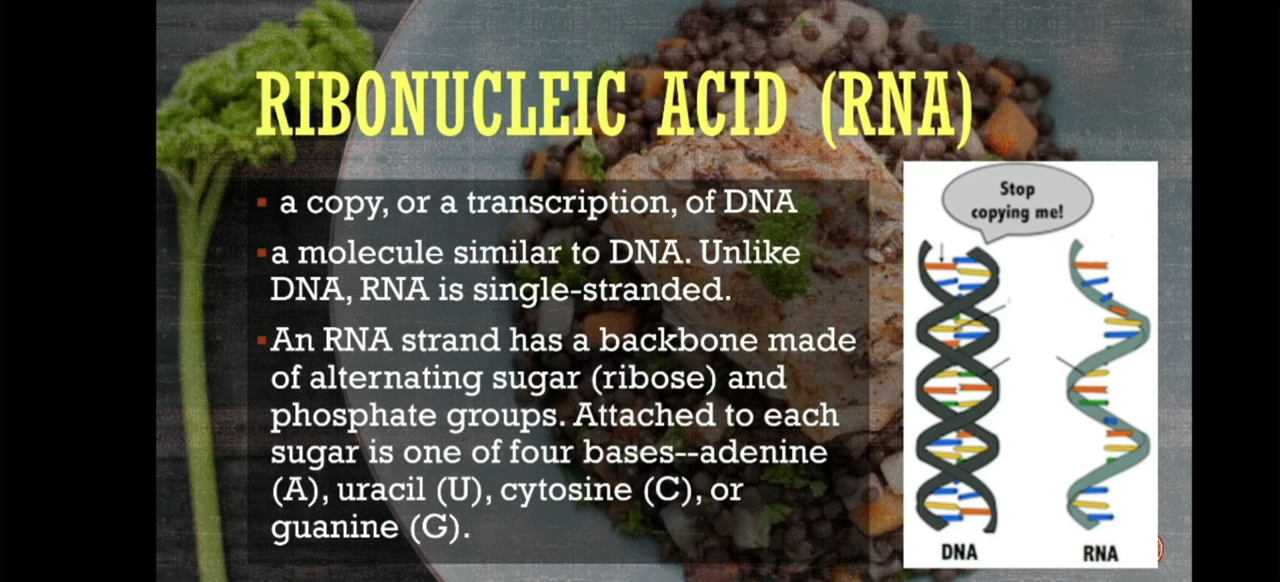 RIBONUCLEIC ACID (RNA)
a copy, or a transcription, of DNA
a molecule similar to DNA. Unlike
DNA, RNA is single-stranded.
An RNA strand has a backbone made
of alternating sugar (ribose) and
phosphate groups. Attached to each
sugar is one of four bases--adenine
(A), uracil (U), cytosine (C), or
guanine (G).
Stop
copying me!
DNA
RNA